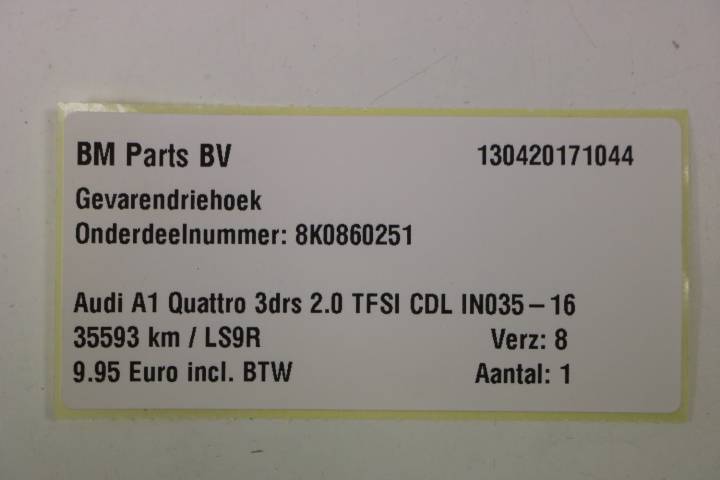 BM Parts BV 130420171044
Gevarendriehoek
Onderdeelnummer: 8K0860251
Audi A1 Quattro 3drs 2.0 TFSI CDL IN035-16
35593 km / LS9R Verz: 8
9.95 Euro incl. BTW Aantal: 1